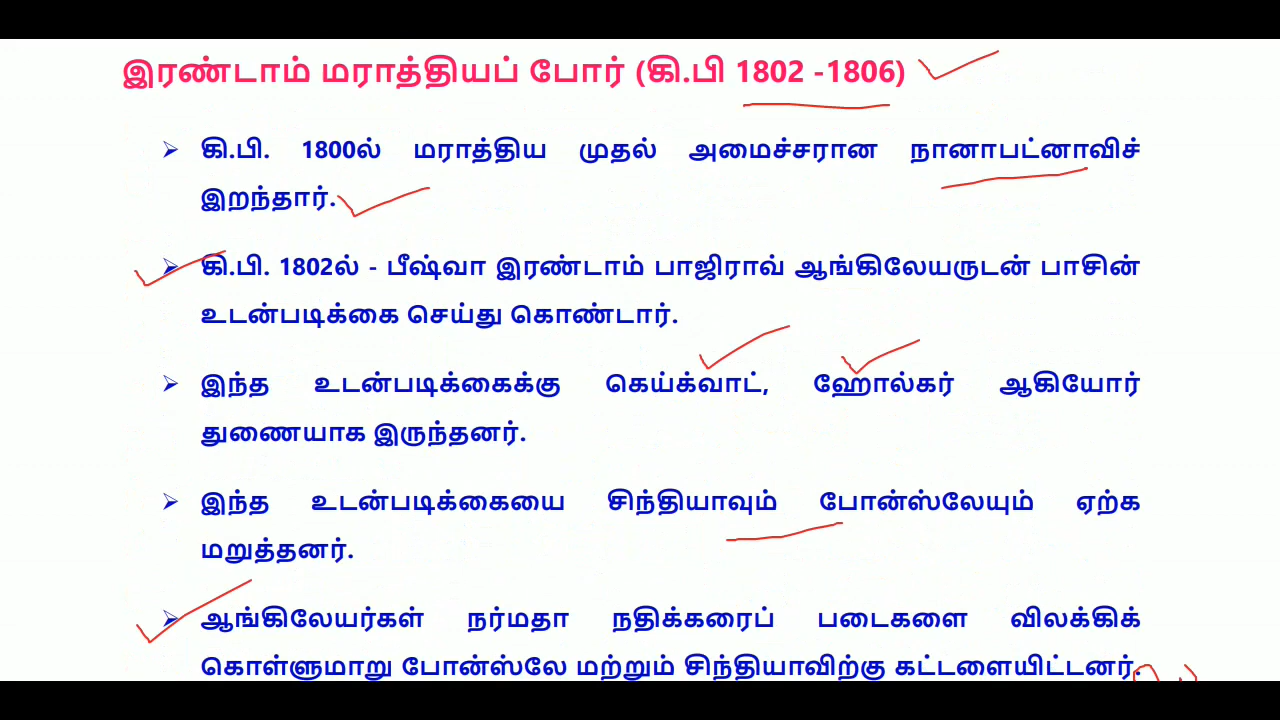 இரண்டாம் மராத்தியப் போர் (கி.பி 1802 -1806)
➢ கி.பி. 1800ல் மராத்திய முதல் அமைச்சரான நானாபட்னாவிச்
இறந்தார்.
➢ கி.பி. 1802ல் - பீஷ்வா இரண்டாம் பாஜிராவ் ஆங்கிலேயருடன் பாசின்
உடன்படிக்கை செய்து கொண்டார்.
➢ இந்த உடன்படிக்கைக்கு கெய்க்வாட், ஹோல்கர் ஆகியோர்
துணையாக இருந்தனர்.
➢ இந்த உடன்படிக்கையை சிந்தியாவும் போன்ஸ்லேயும் ஏற்க
மறுத்தனர்.
➢ ஆங்கிலேயர்கள் நர்மதா நதிக்கரைப் படைகளை விலக்கிக்
கொள்ளுமாறு போன்ஸ்லே மற்றும் சிந்தியாவிற்கு கட்டளையிட்டனர்.